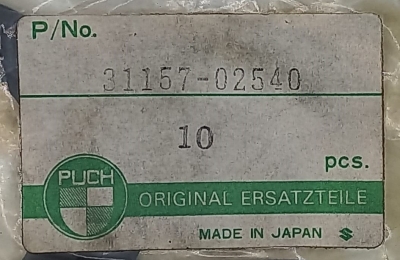 P/No.
31157-02540
10
pcs.
PUCH
ORIGINAL ERSATZTEILE
MADE IN JAPAN